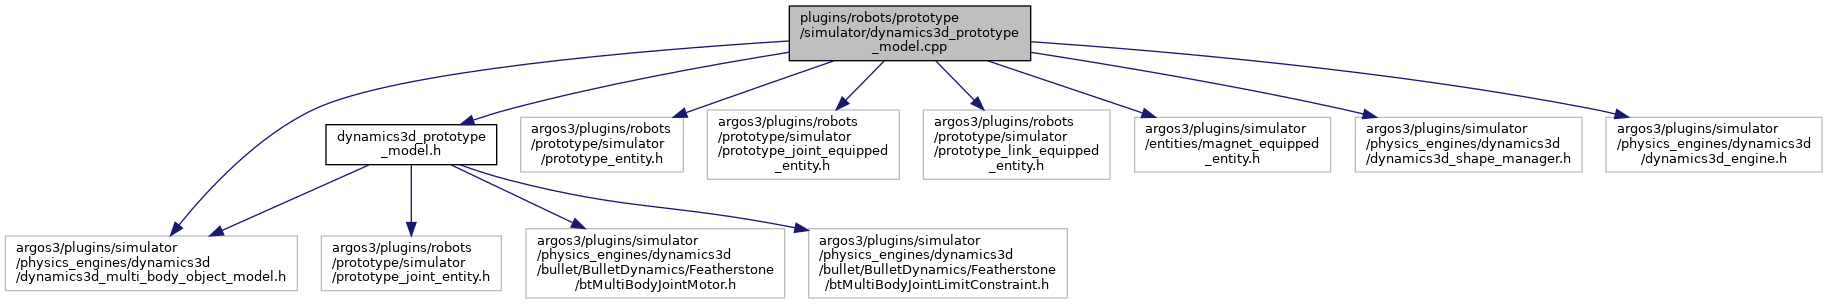 plugins/robots/prototype
/simulator/dynamics3d_prototype
_model.cpp
dynamics3d_prototype
_model.h
argos3/plugins/robots
/prototype/simulator
/prototype_entity.h
argos3/plugins/robots
/prototype/simulator
/prototype_joint_equipped
_entity.h
argos3/plugins/robots
/prototype/simulator
/prototype_link_equipped
_entity.h
argos3/plugins/simulator
/entities/magnet_equipped
_entity.h
argos3/plugins/simulator
/physics_engines/dynamics3d
/dynamics3d_shape_manager.h
argos3/plugins/simulator
/physics_engines/dynamics3d
/dynamics3d_engine.h
argos3/plugins/simulator
/physics_engines/dynamics3d
/dynamics3d_multi_body_object_model.h
argos3/plugins/robots
/prototype/simulator
/prototype_joint_entity.h
argos3/plugins/simulator
/physics_engines/dynamics3d
/bullet/BulletDynamics/Featherstone
/btMultiBodyJointMotor.h
argos3/plugins/simulator
/physics_engines/dynamics3d
/bullet/BulletDynamics/Featherstone
/btMultiBodyJointLimitConstraint.h